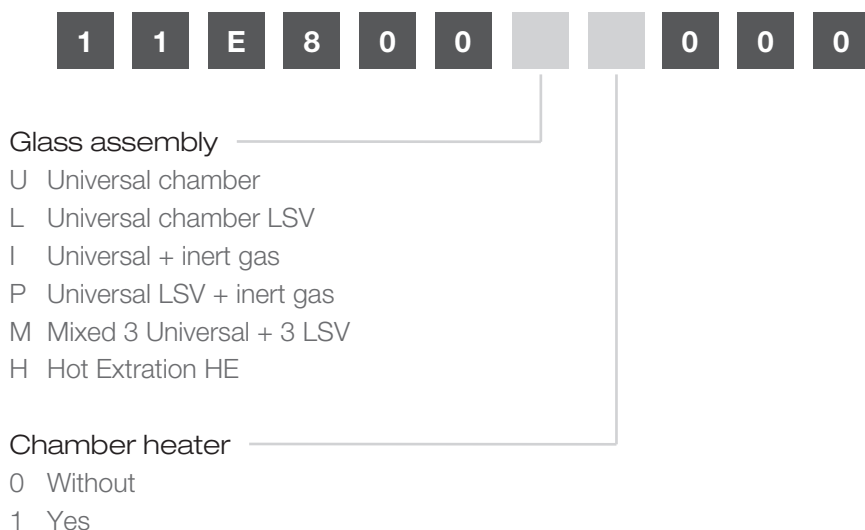 1 1 E 8 0 0 0 0 0
Glass assembly
U Universal chamber
L Universal chamber LSV
I Universal + inert gas
P Universal LSV + inert gas
M Mixed 3 Universal + 3 LSV
H Hot Extration HE
Chamber heater
0 Without
1 Yes